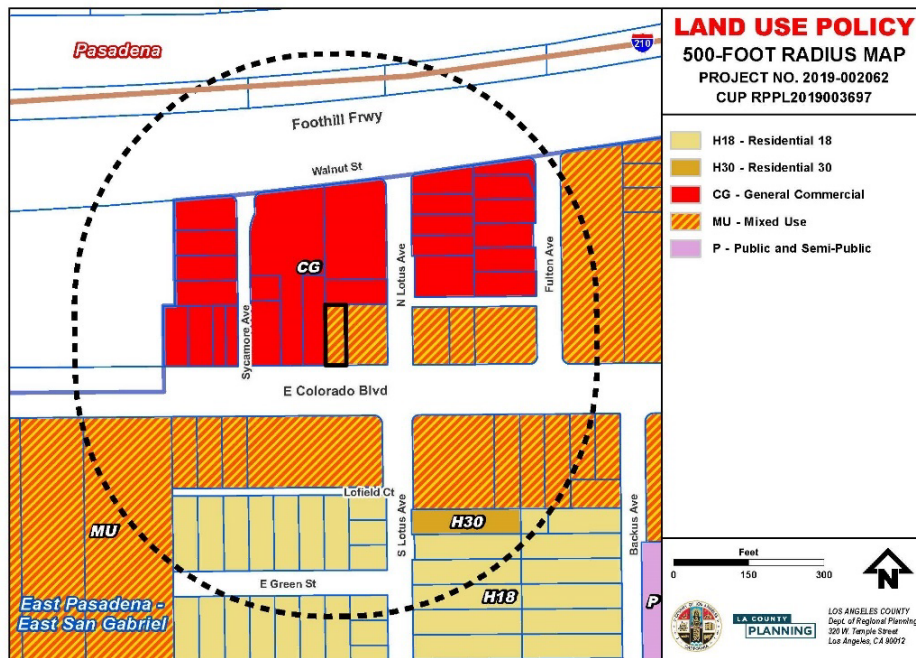 Pasadena
210
Foothill Frwy
Walnut St
CG
Sycamore Ave
N Lotus Ave
Fulton Ave
E Colorado Blvd
Lofield Ct
MU
H30
S Lotus Ave
Backus Ave
E Green St
H18
P
East Pasadena -
East San Gabriel
LAND USE POLICY
500-FOOT RADIUS MAP
PROJECT NO. 2019-002062
CUP RPPL2019003697
H18 - Residential 18
H30 - Residential 30
CG - General Commercial
MU - Mixed Use
P - Public and Semi-Public
Feet
0 150 300
N
LA COUNTY
PLANNING
LOS ANGELES COUNTY
Dept. of Regional Planning
320 W. Temple Street
Los Angeles, CA 90012